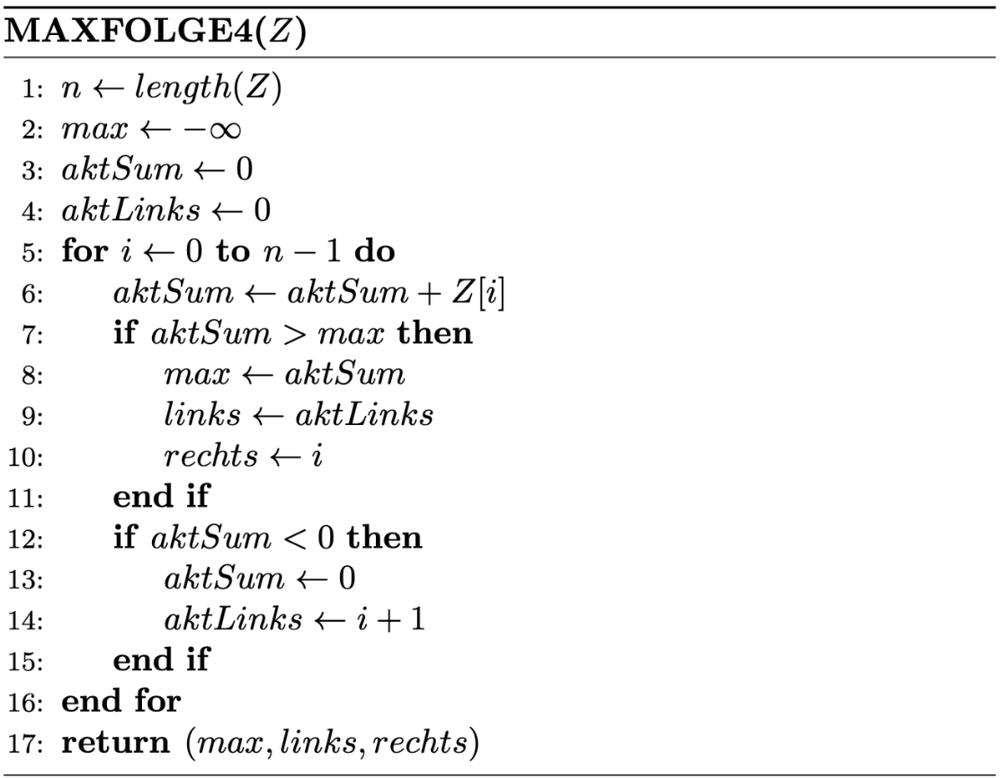 MAXFOLGE4(Z)
1: n ← length(Z)
2: max ← −∞
3: aktSum ← 0
4: aktLinks ← 0
5: for i ← 0 to n − 1 do
6: aktSum ← aktSum + Z[i]
7: if aktSum > max then
8: max ← aktSum
9: links ← aktLinks
10: rechts ← i
11: end if
12: if aktSum < 0 then
13: aktSum ← 0
14: aktLinks ← i + 1
15: end if
16: end for
17: return (max, links, rechts)